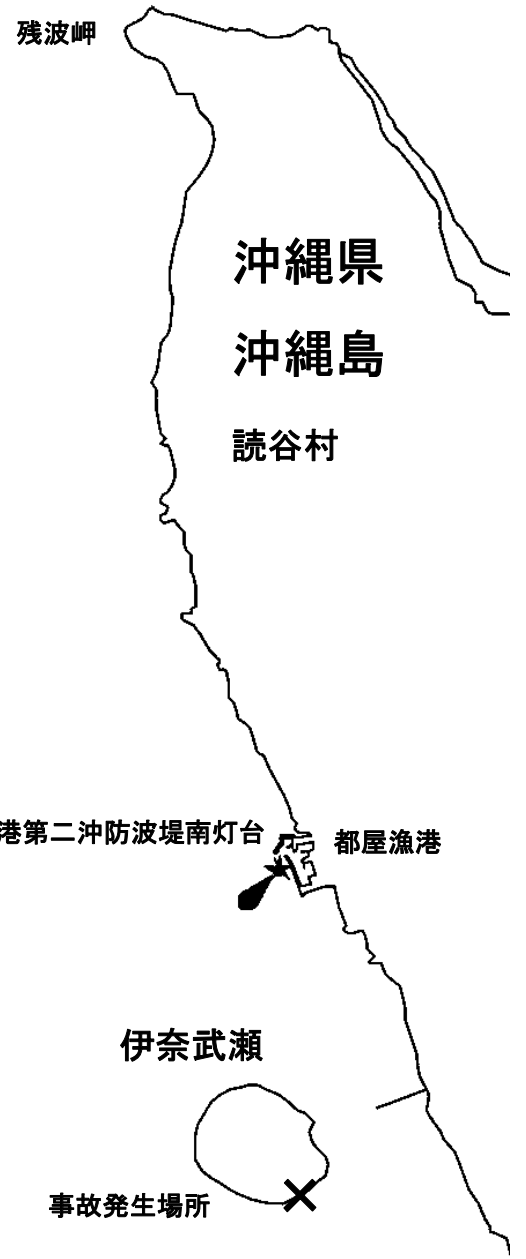 残波岬
沖縄県
沖縄島
読谷村
港第二沖防波堤南灯台
都屋漁港
伊奈武瀬
事故発生場所